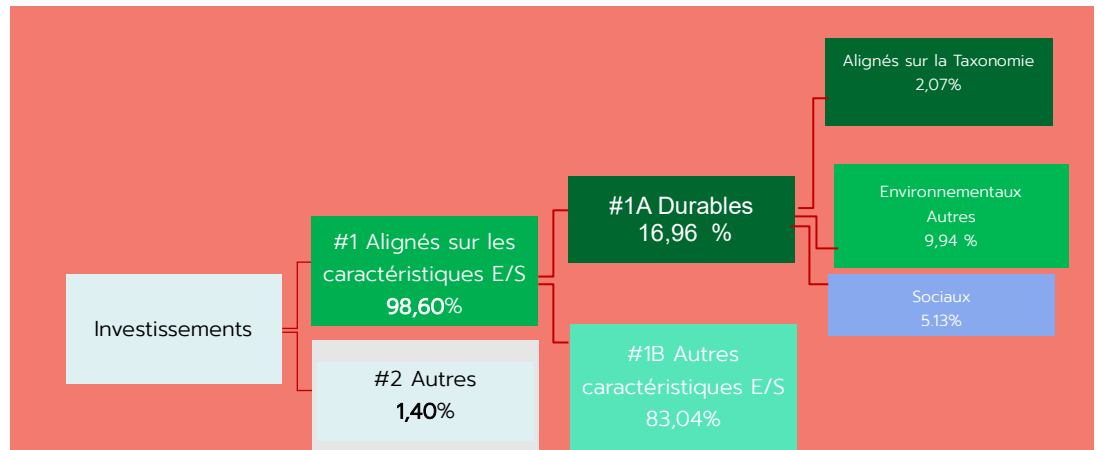 Alignés sur la Taxonomie
2,07%
Environnementaux
Autres
9,94 %
#1A Durables
16,96 %
#1 Alignés sur les
caractéristiques E/S
98,60%
Sociaux
5.13%
Investissements
#1B Autres
caractéristiques E/S
83,04%
#2 Autres
1,40%